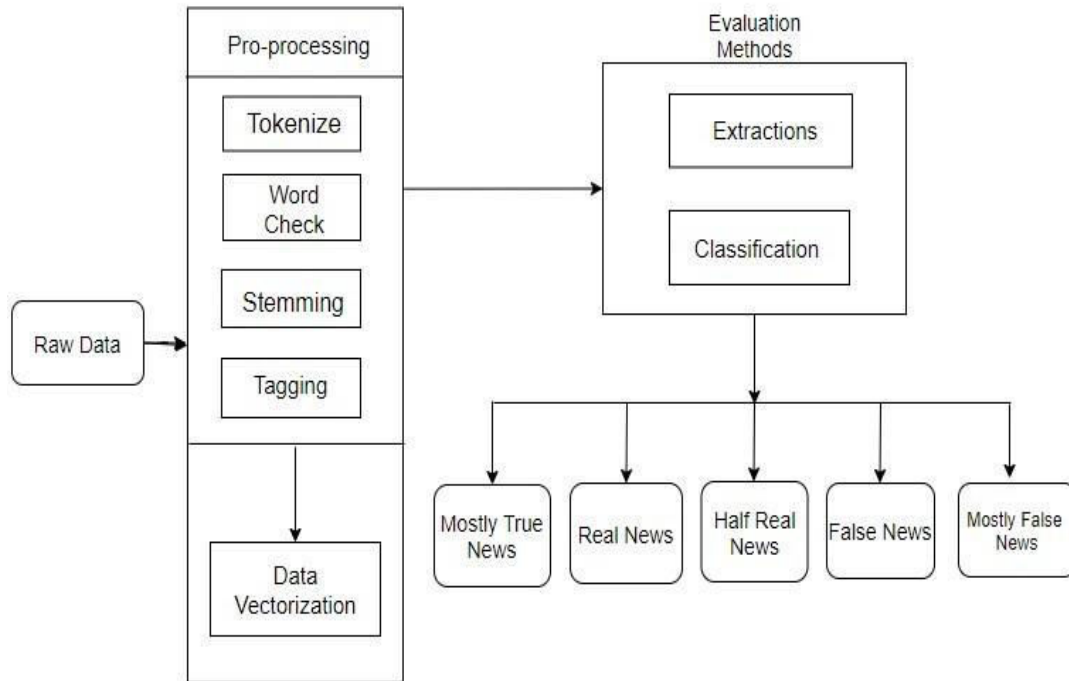 Pro-processing
Tokenize
Word
Check
Stemming
Tagging
Raw Data
Data
Vectorization
Evaluation
Methods
Extractions
Classification
Mostly True
News
Real News
Half Real
News
False News
Mostly False
News